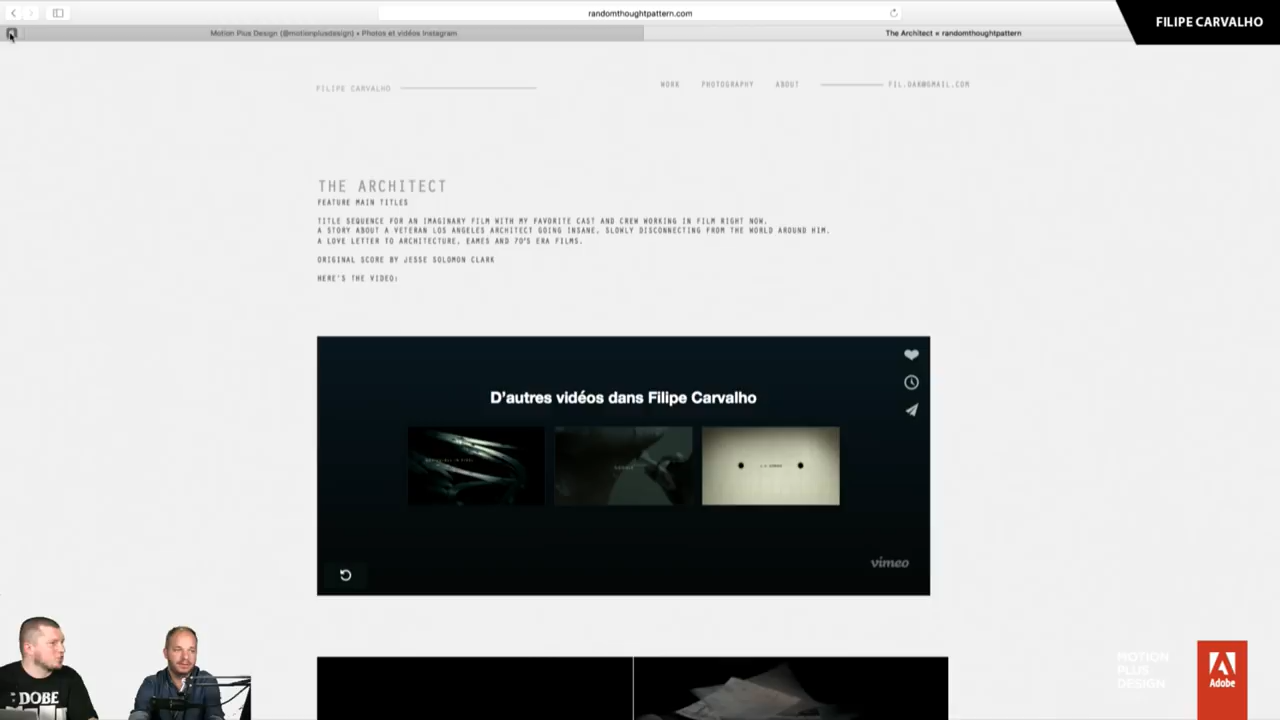 randomthoughtpattern.com
FILIPE CARVALHO
Motion Plus Design (@motionplusdesign) • Photos et vidéos Instagram
The Architect « randomthoughtpattern
FILIPE CARVALHO
WORK PHOTOGRAPHY ABOUT FIL.OAK@GMAIL.COM
THE ARCHITECT
FEATURE MAIN TITLES
TITLE SEQUENCE FOR AN IMAGINARY FILM WITH MY FAVORITE CAST AND CREW WORKING IN FILM RIGHT NOW.
A STORY ABOUT A VETERAN LOS ANGELES ARCHITECT GOING INSANE, SLOWLY DISCONNECTING FROM THE WORLD AROUND HIM.
A LOVE LETTER TO ARCHITECTURE, EAMES AND 70'S ERA FILMS.
ORIGINAL SCORE BY JESSE SOLOMON CLARK
HERE'S THE VIDEO:
D'autres vidéos dans Filipe Carvalho
vimeo
MOTION
PLUS
DESIGN
Adobe